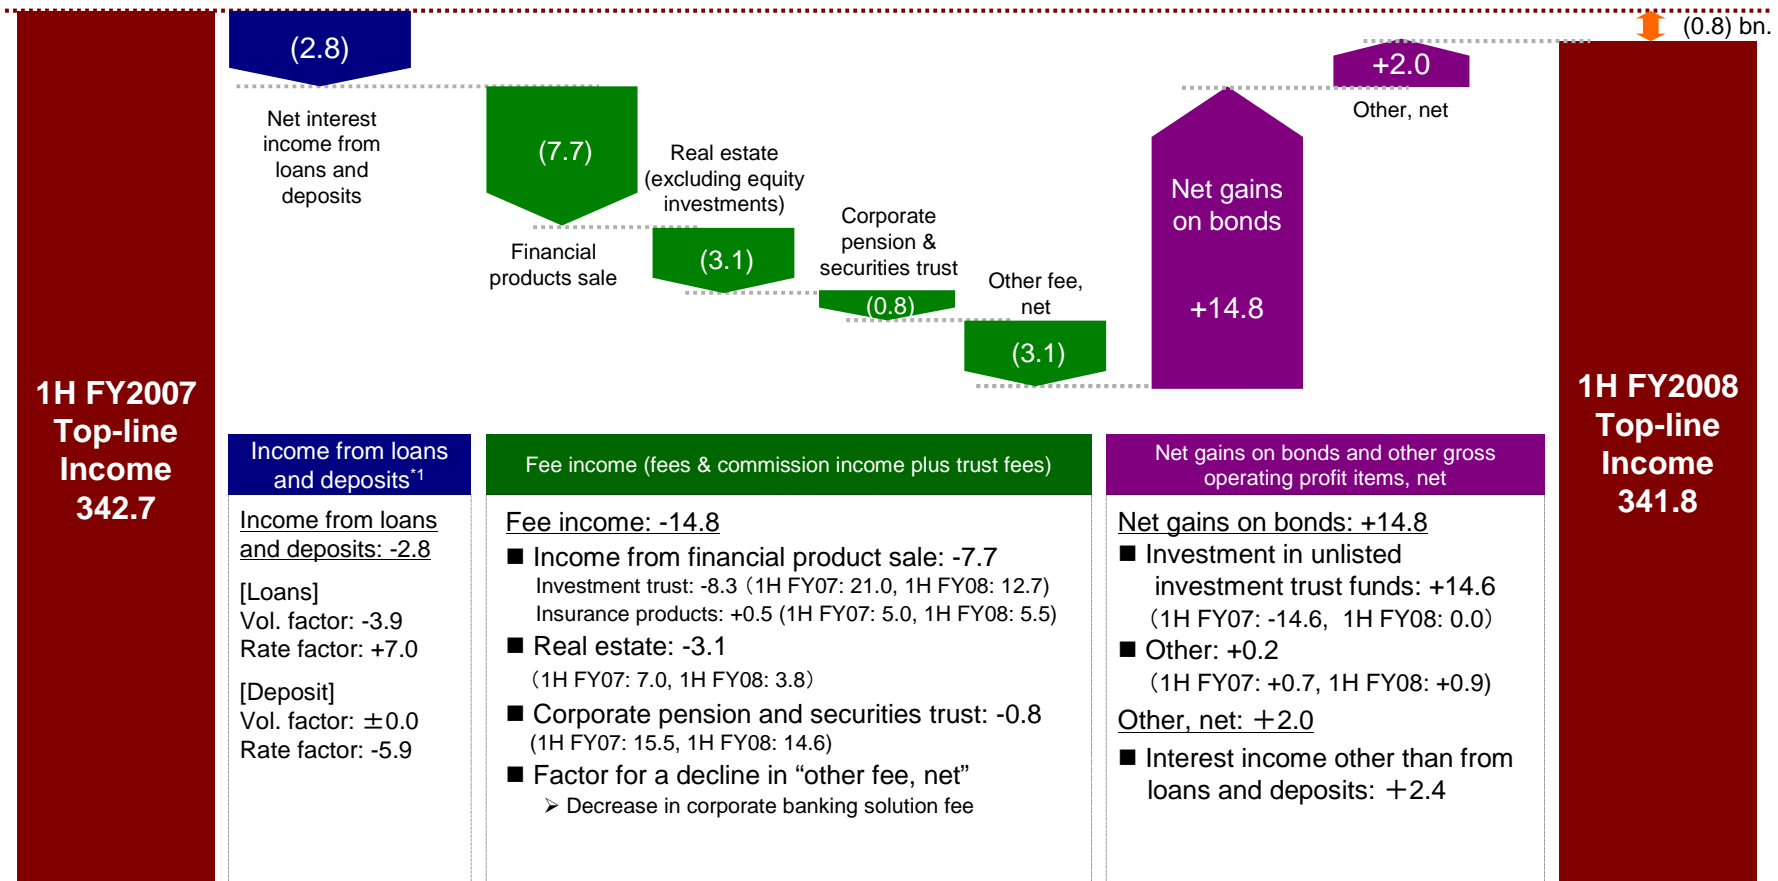 (0.8) bn.
(2.8)
+2.0
Net interest
income from
loans and
deposits
Other, net
(7.7)
Real estate
(excluding equity
investments)
Net gains
on bonds
+14.8
Corporate
pension &
securities trust
Financial
products sale
(3.1)
Other fee,
net
(0.8)
(3.1)
1H FY2007
Top-line
Income
342.7
1H FY2008
Top-line
Income
341.8
Income from loans
and deposits*1
Income from loans
and deposits: -2.8
[Loans]
Vol. factor: -3.9
Rate factor: +7.0
[Deposit]
Vol. factor: ±0.0
Rate factor: -5.9
Fee income (fees & commission income plus trust fees)
Fee income: -14.8
■ Income from financial product sale: -7.7
Investment trust: -8.3（1H FY07: 21.0, 1H FY08: 12.7)
Insurance products: +0.5 (1H FY07: 5.0, 1H FY08: 5.5)
■ Real estate: -3.1
（1H FY07: 7.0, 1H FY08: 3.8）
■ Corporate pension and securities trust: -0.8
(1H FY07: 15.5, 1H FY08: 14.6)
■ Factor for a decline in “other fee, net”
➢ Decrease in corporate banking solution fee
Net gains on bonds and other gross
operating profit items, net
Net gains on bonds: +14.8
■ Investment in unlisted
investment trust funds: +14.6
（1H FY07: -14.6, 1H FY08: 0.0）
■ Other: +0.2
（1H FY07: +0.7, 1H FY08: +0.9)
Other, net: ＋2.0
■ Interest income other than from
loans and deposits: ＋2.4